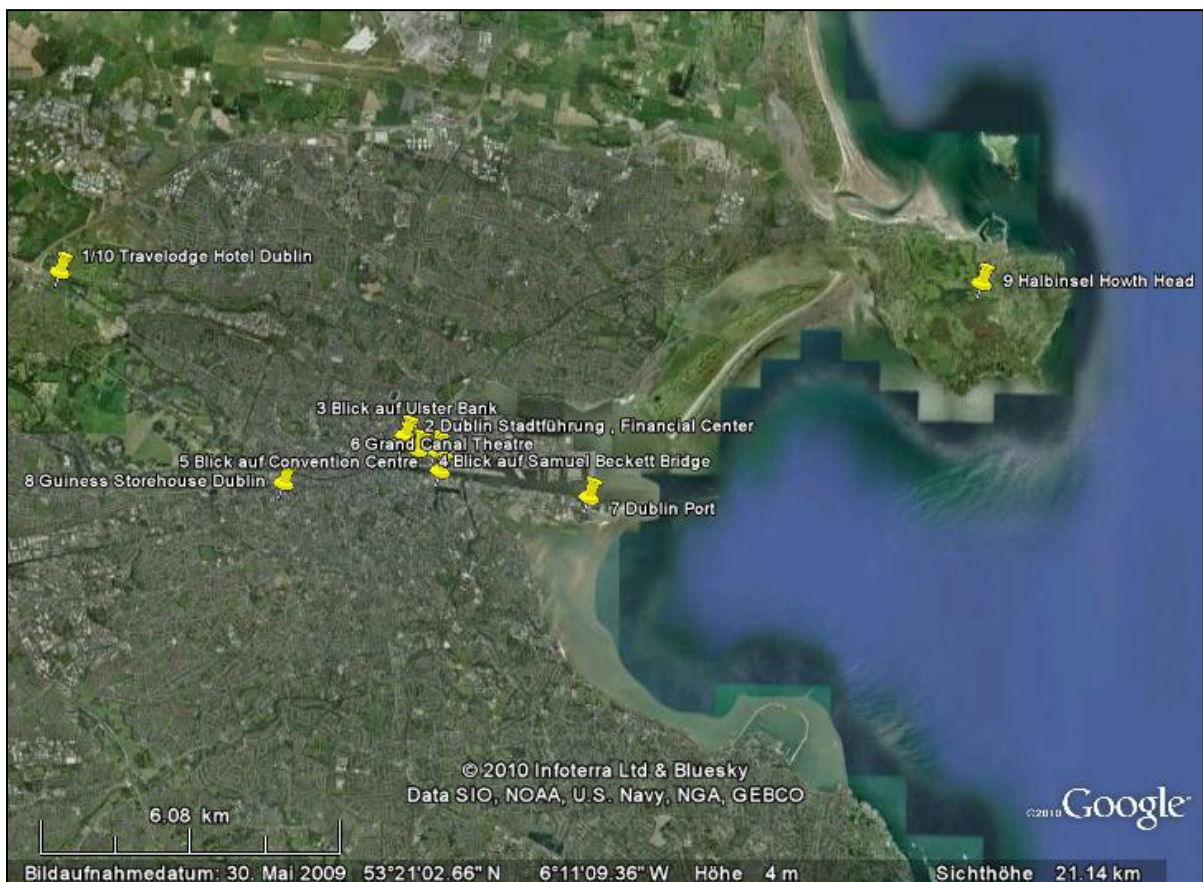 1/10 Travelodge Hotel Dublin
9 Halbinsel Howth Head
3 Blick auf Ulster Bank
2 Dublin Stadtführung , Financial Center
6 Grand Canal Theatre
5 Blick auf Convention Centre
4 Blick auf Samuel Beckett Bridge
8 Guiness Storehouse Dublin
7 Dublin Port
© 2010 Infoterra Ltd & Bluesky
Data SIO, NOAA, U.S. Navy, NGA, GEBCO
6.08 km
©2010 Google
Bildaufnahmedatum: 30. Mai 2009 53°21'02.66" N 6°11'09.36" W Höhe 4 m Sichthöhe 21.14 km